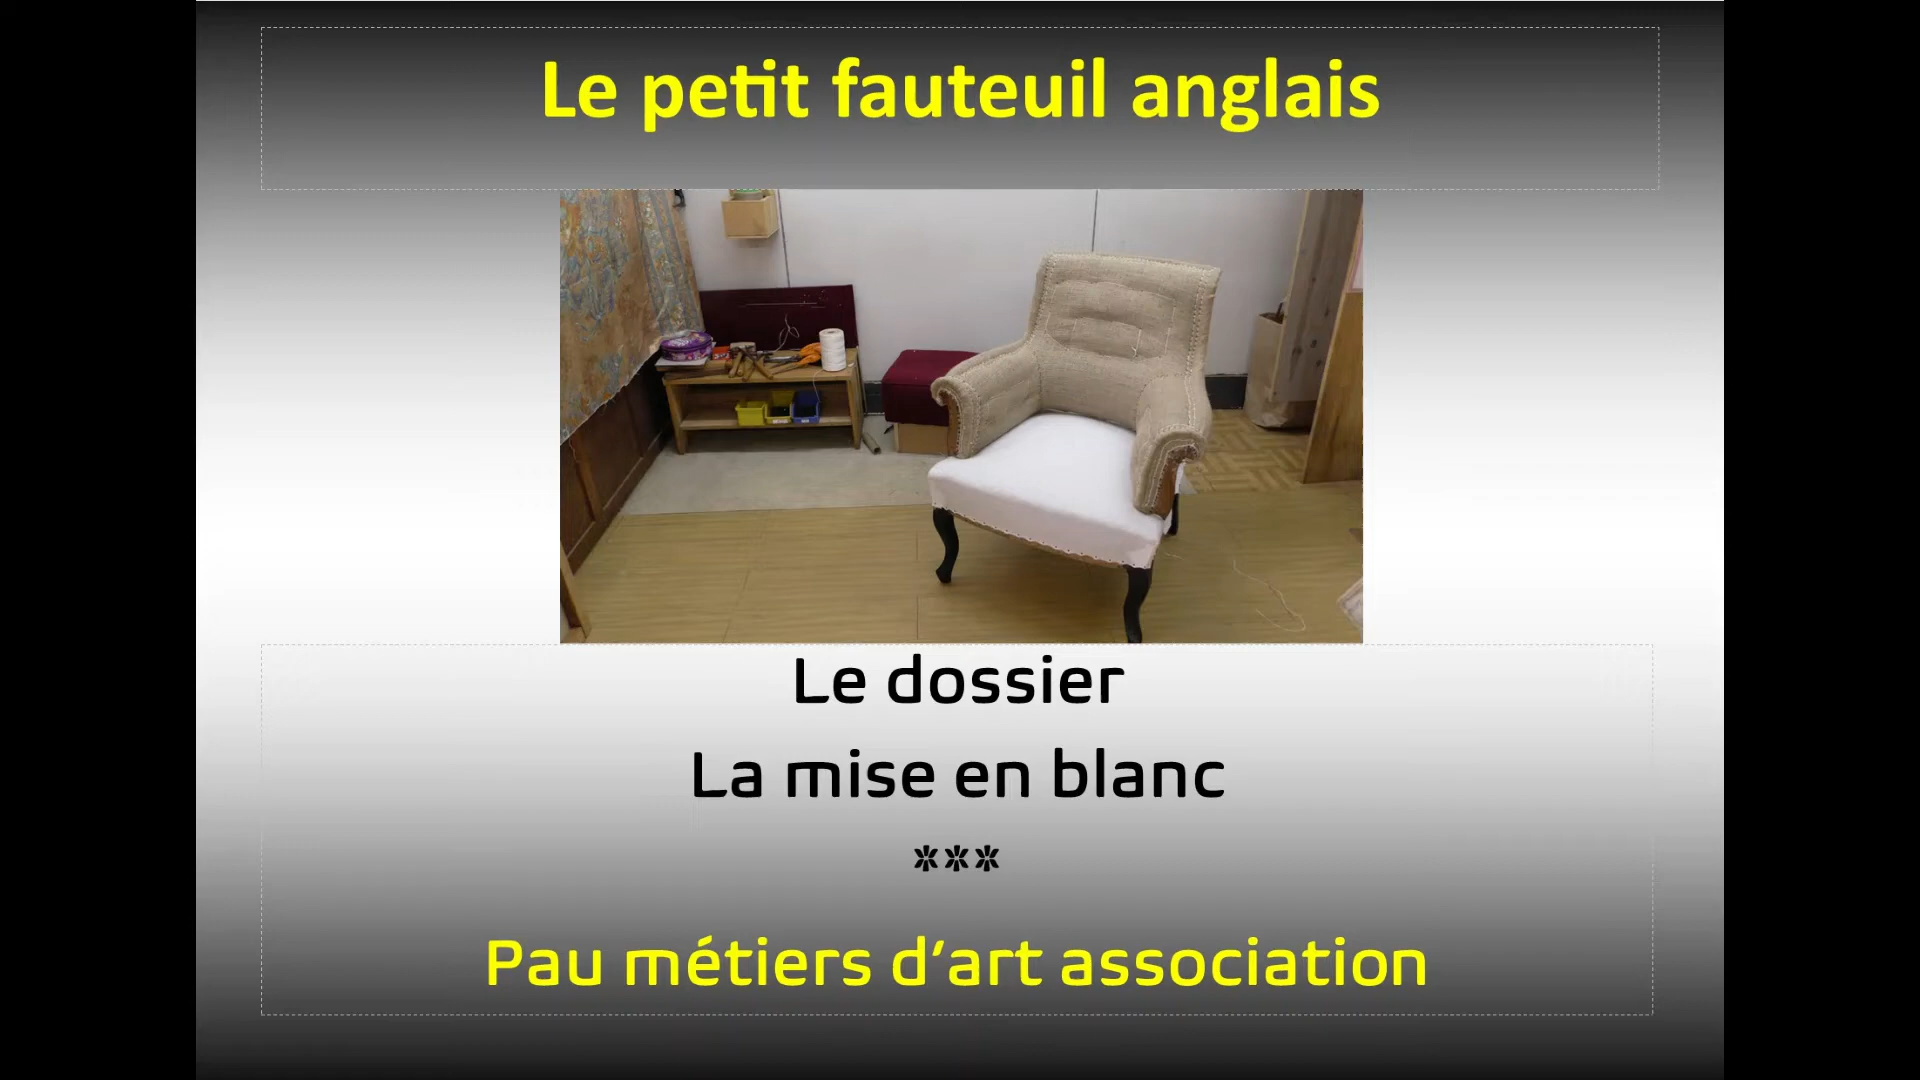 Le petit fauteuil anglais
Le dossier
La mise en blanc
***
Pau métiers d’art association